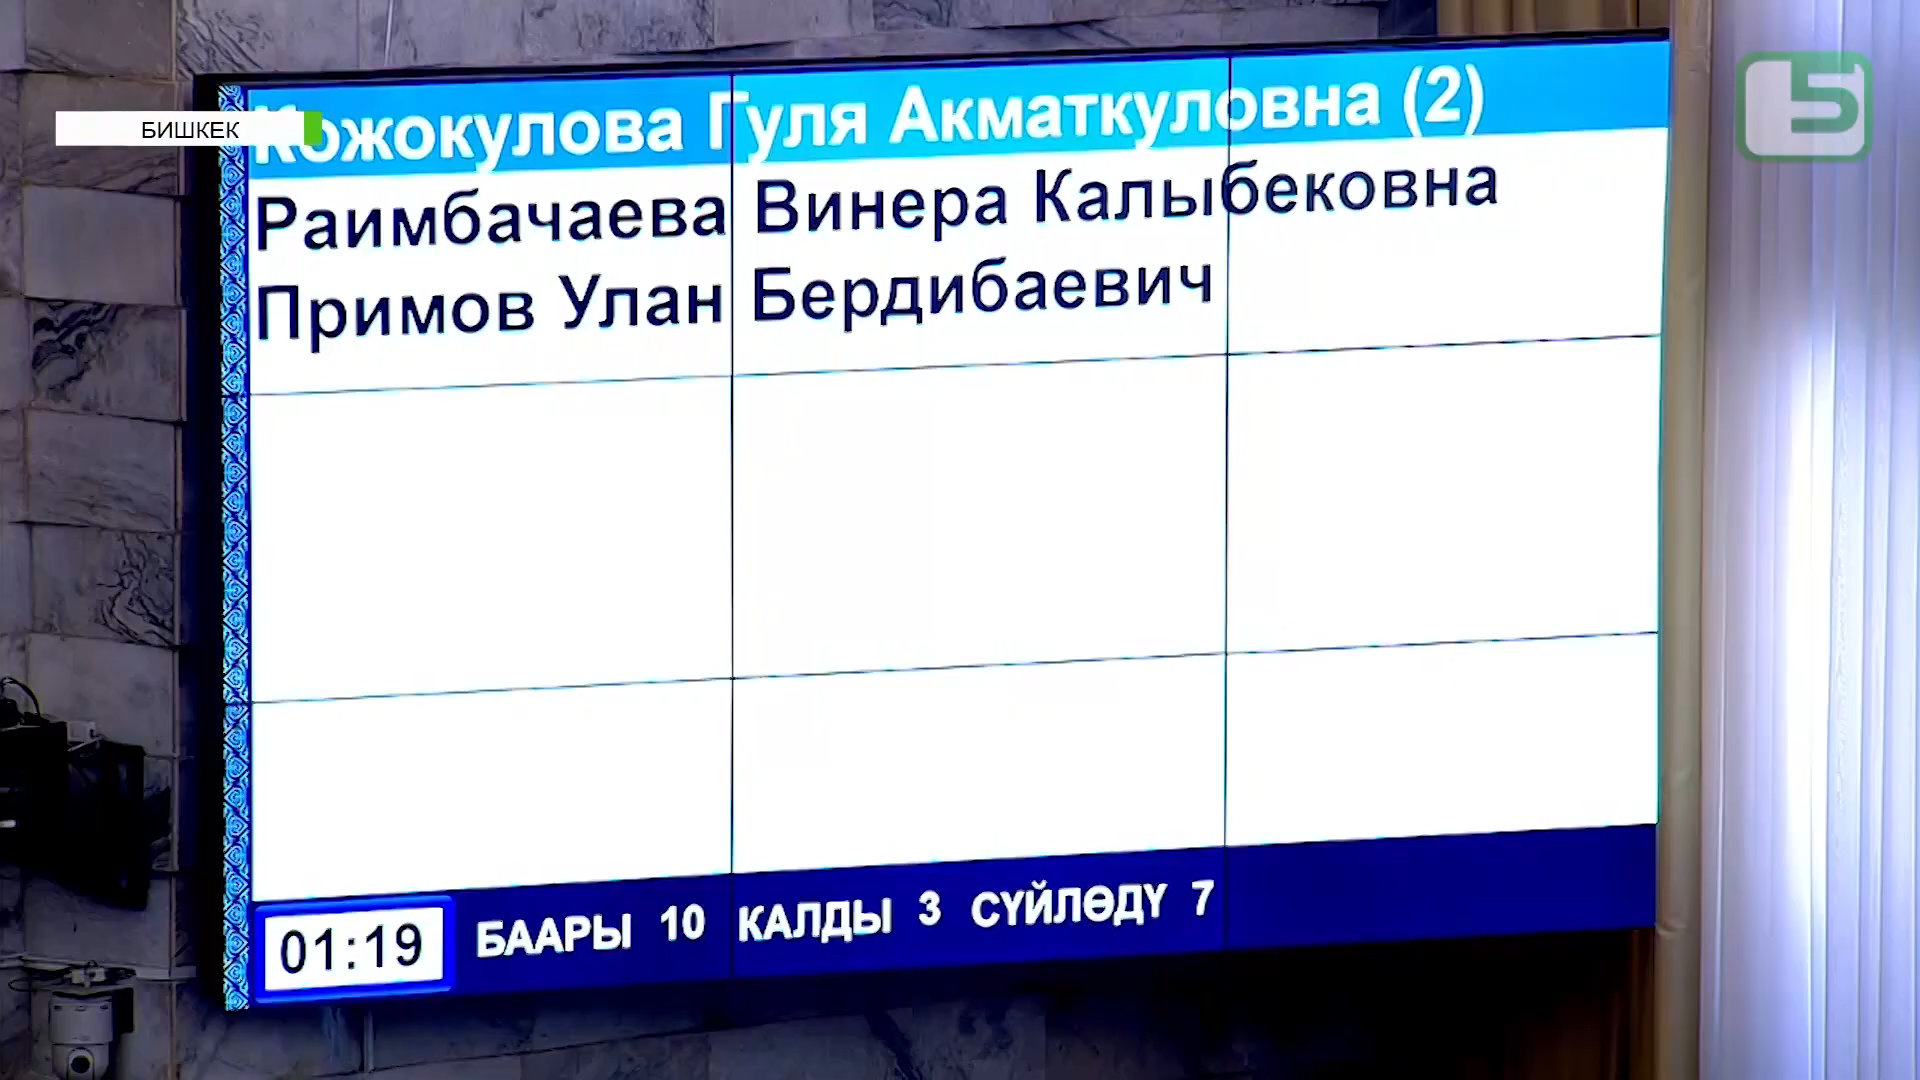 БИШКЕК
Кожокулова Гуля Акматкуловна (2)
Раимбачаева Винера Калыбековна
Примов Улан Бердибаевич
01:19 БААРЫ 10 КАЛДЫ 3 СҮЙЛӨДҮ 7
5